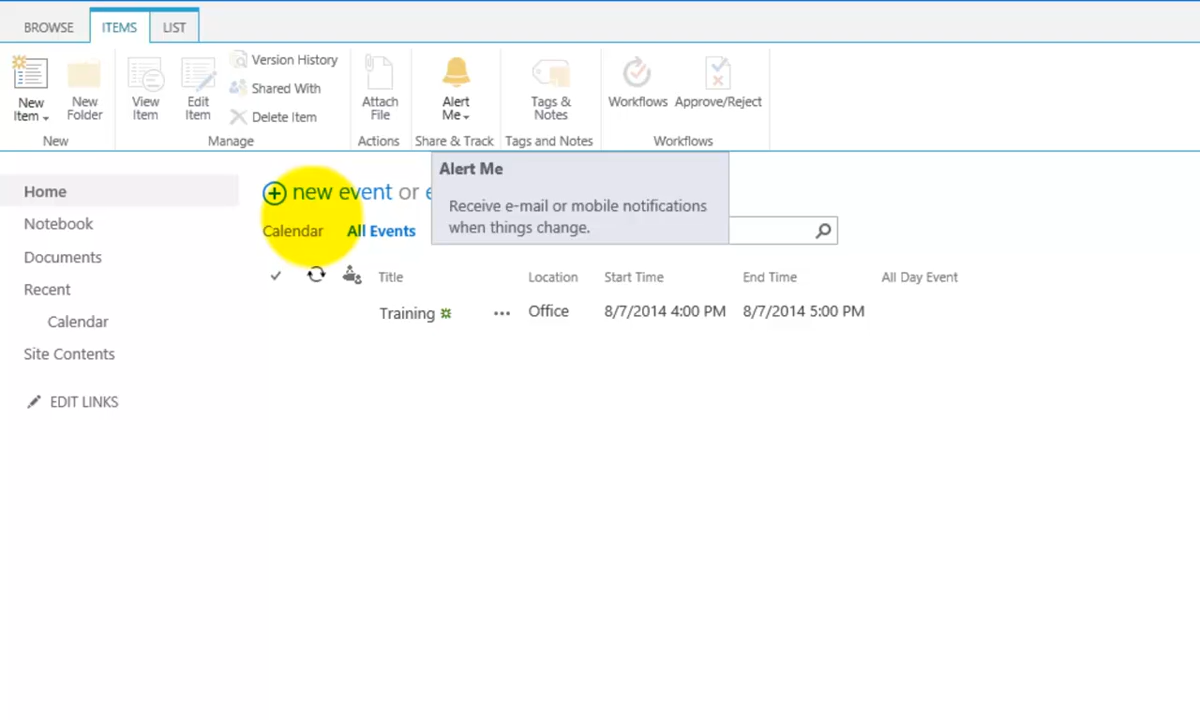 BROWSE ITEMS LIST
New Item
New Folder
View Item
Edit Item
Version History
Shared With
Delete Item
Attach File
Alert Me
Tags & Notes
Workflows
Approve/Reject
New
Manage
Actions
Share & Track
Tags and Notes
Workflows
Alert Me
Receive e-mail or mobile notifications
when things change.
Home
Notebook
Documents
Recent
Calendar
Site Contents
EDIT LINKS
new event or
Calendar All Events
Title Location Start Time End Time All Day Event
Training ... Office 8/7/2014 4:00 PM 8/7/2014 5:00 PM